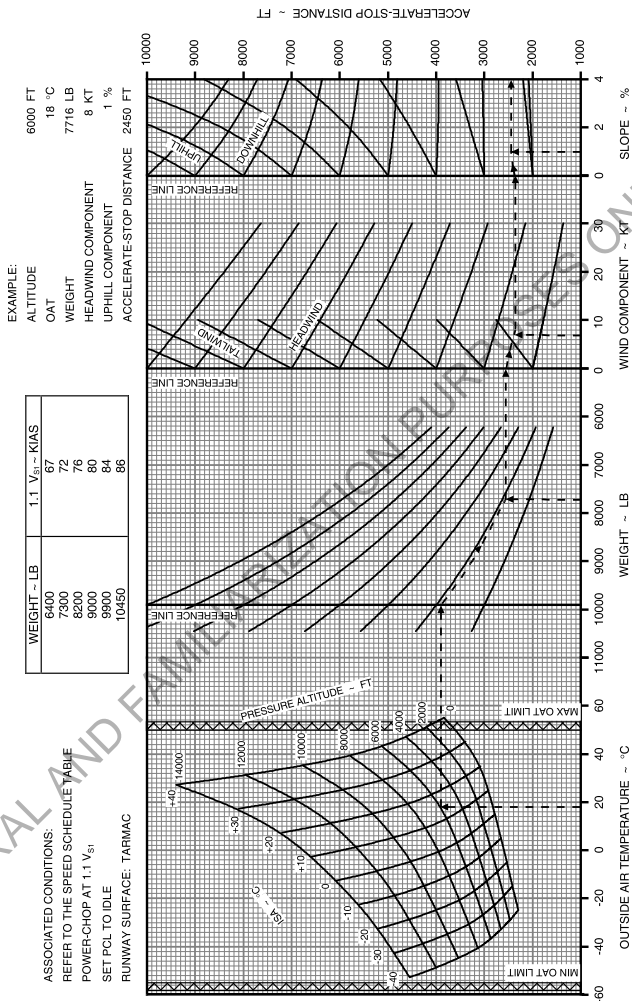 EXAMPLE:
ALTITUDE 6000 FT
OAT 18 °C
WEIGHT 7716 LB
HEADWIND COMPONENT 8 KT
UPHILL COMPONENT 1 %
ACCELERATE-STOP DISTANCE 2450 FT
WEIGHT ~ LB 1.1 VS1 ~ KIAS
6400 67
7300 72
8200 76
9000 80
9900 84
10450 86
ASSOCIATED CONDITIONS:
REFER TO THE SPEED SCHEDULE TABLE
POWER-CHOP AT 1.1 VS1
SET PCL TO IDLE
RUNWAY SURFACE: TARMAC
ACCELERATE-STOP DISTANCE ~ FT
10000
9000
8000
7000
6000
5000
4000
3000
2000
1000
MIN OAT LIMIT
MAX OAT LIMIT
ISA ~ °C
-40
-30
-20
-10
0
+10
+20
+30
+40
PRESSURE ALTITUDE ~ FT
14000
12000
10000
8000
6000
4000
2000
0
REFERENCE LINE
REFERENCE LINE
TAILWIND
HEADWIND
REFERENCE LINE
UPHILL
DOWNHILL
-60 -40 -20 0 20 40 60
OUTSIDE AIR TEMPERATURE ~ °C
11000 10000 9000 8000 7000 6000
WEIGHT ~ LB
0 10 20 30
WIND COMPONENT ~ KT
0 2 4
SLOPE ~ %
RAL AND FAMILIARIZATION PURPOSES ON